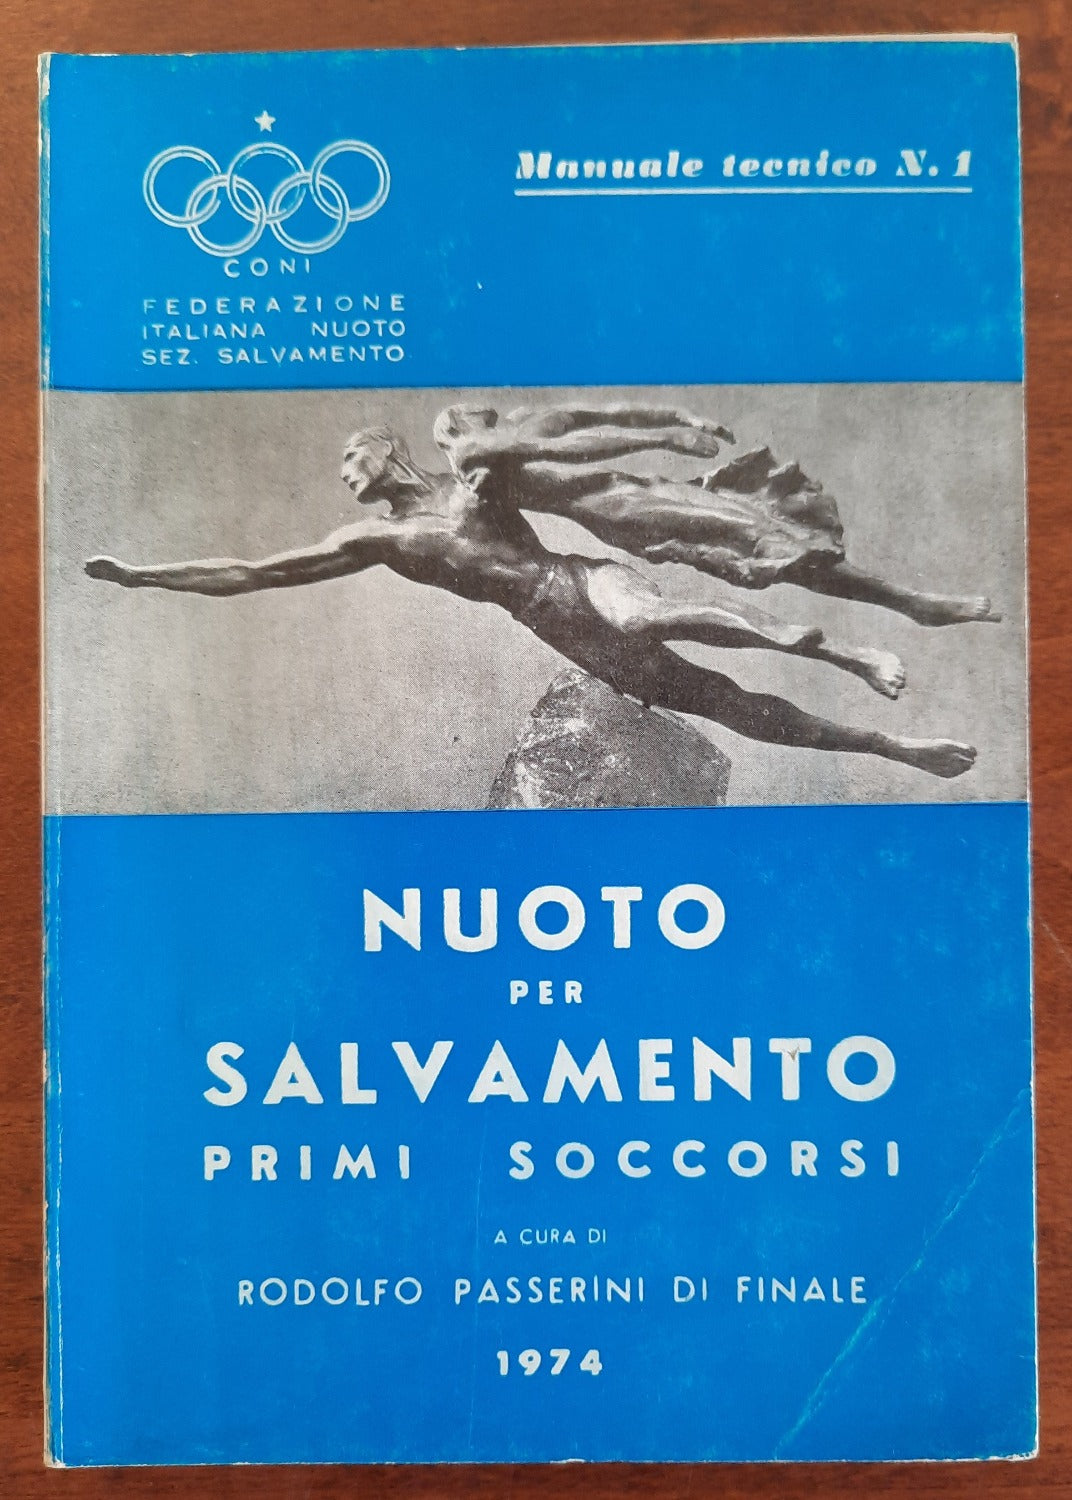 Manuale tecnico N. 1
CONI
FEDERAZIONE
ITALIANA NUOTO
SEZ. SALVAMENTO
NUOTO
PER
SALVAMENTO
PRIMI SOCCORSI
A CURA DI
RODOLFO PASSERINI DI FINALE
1974